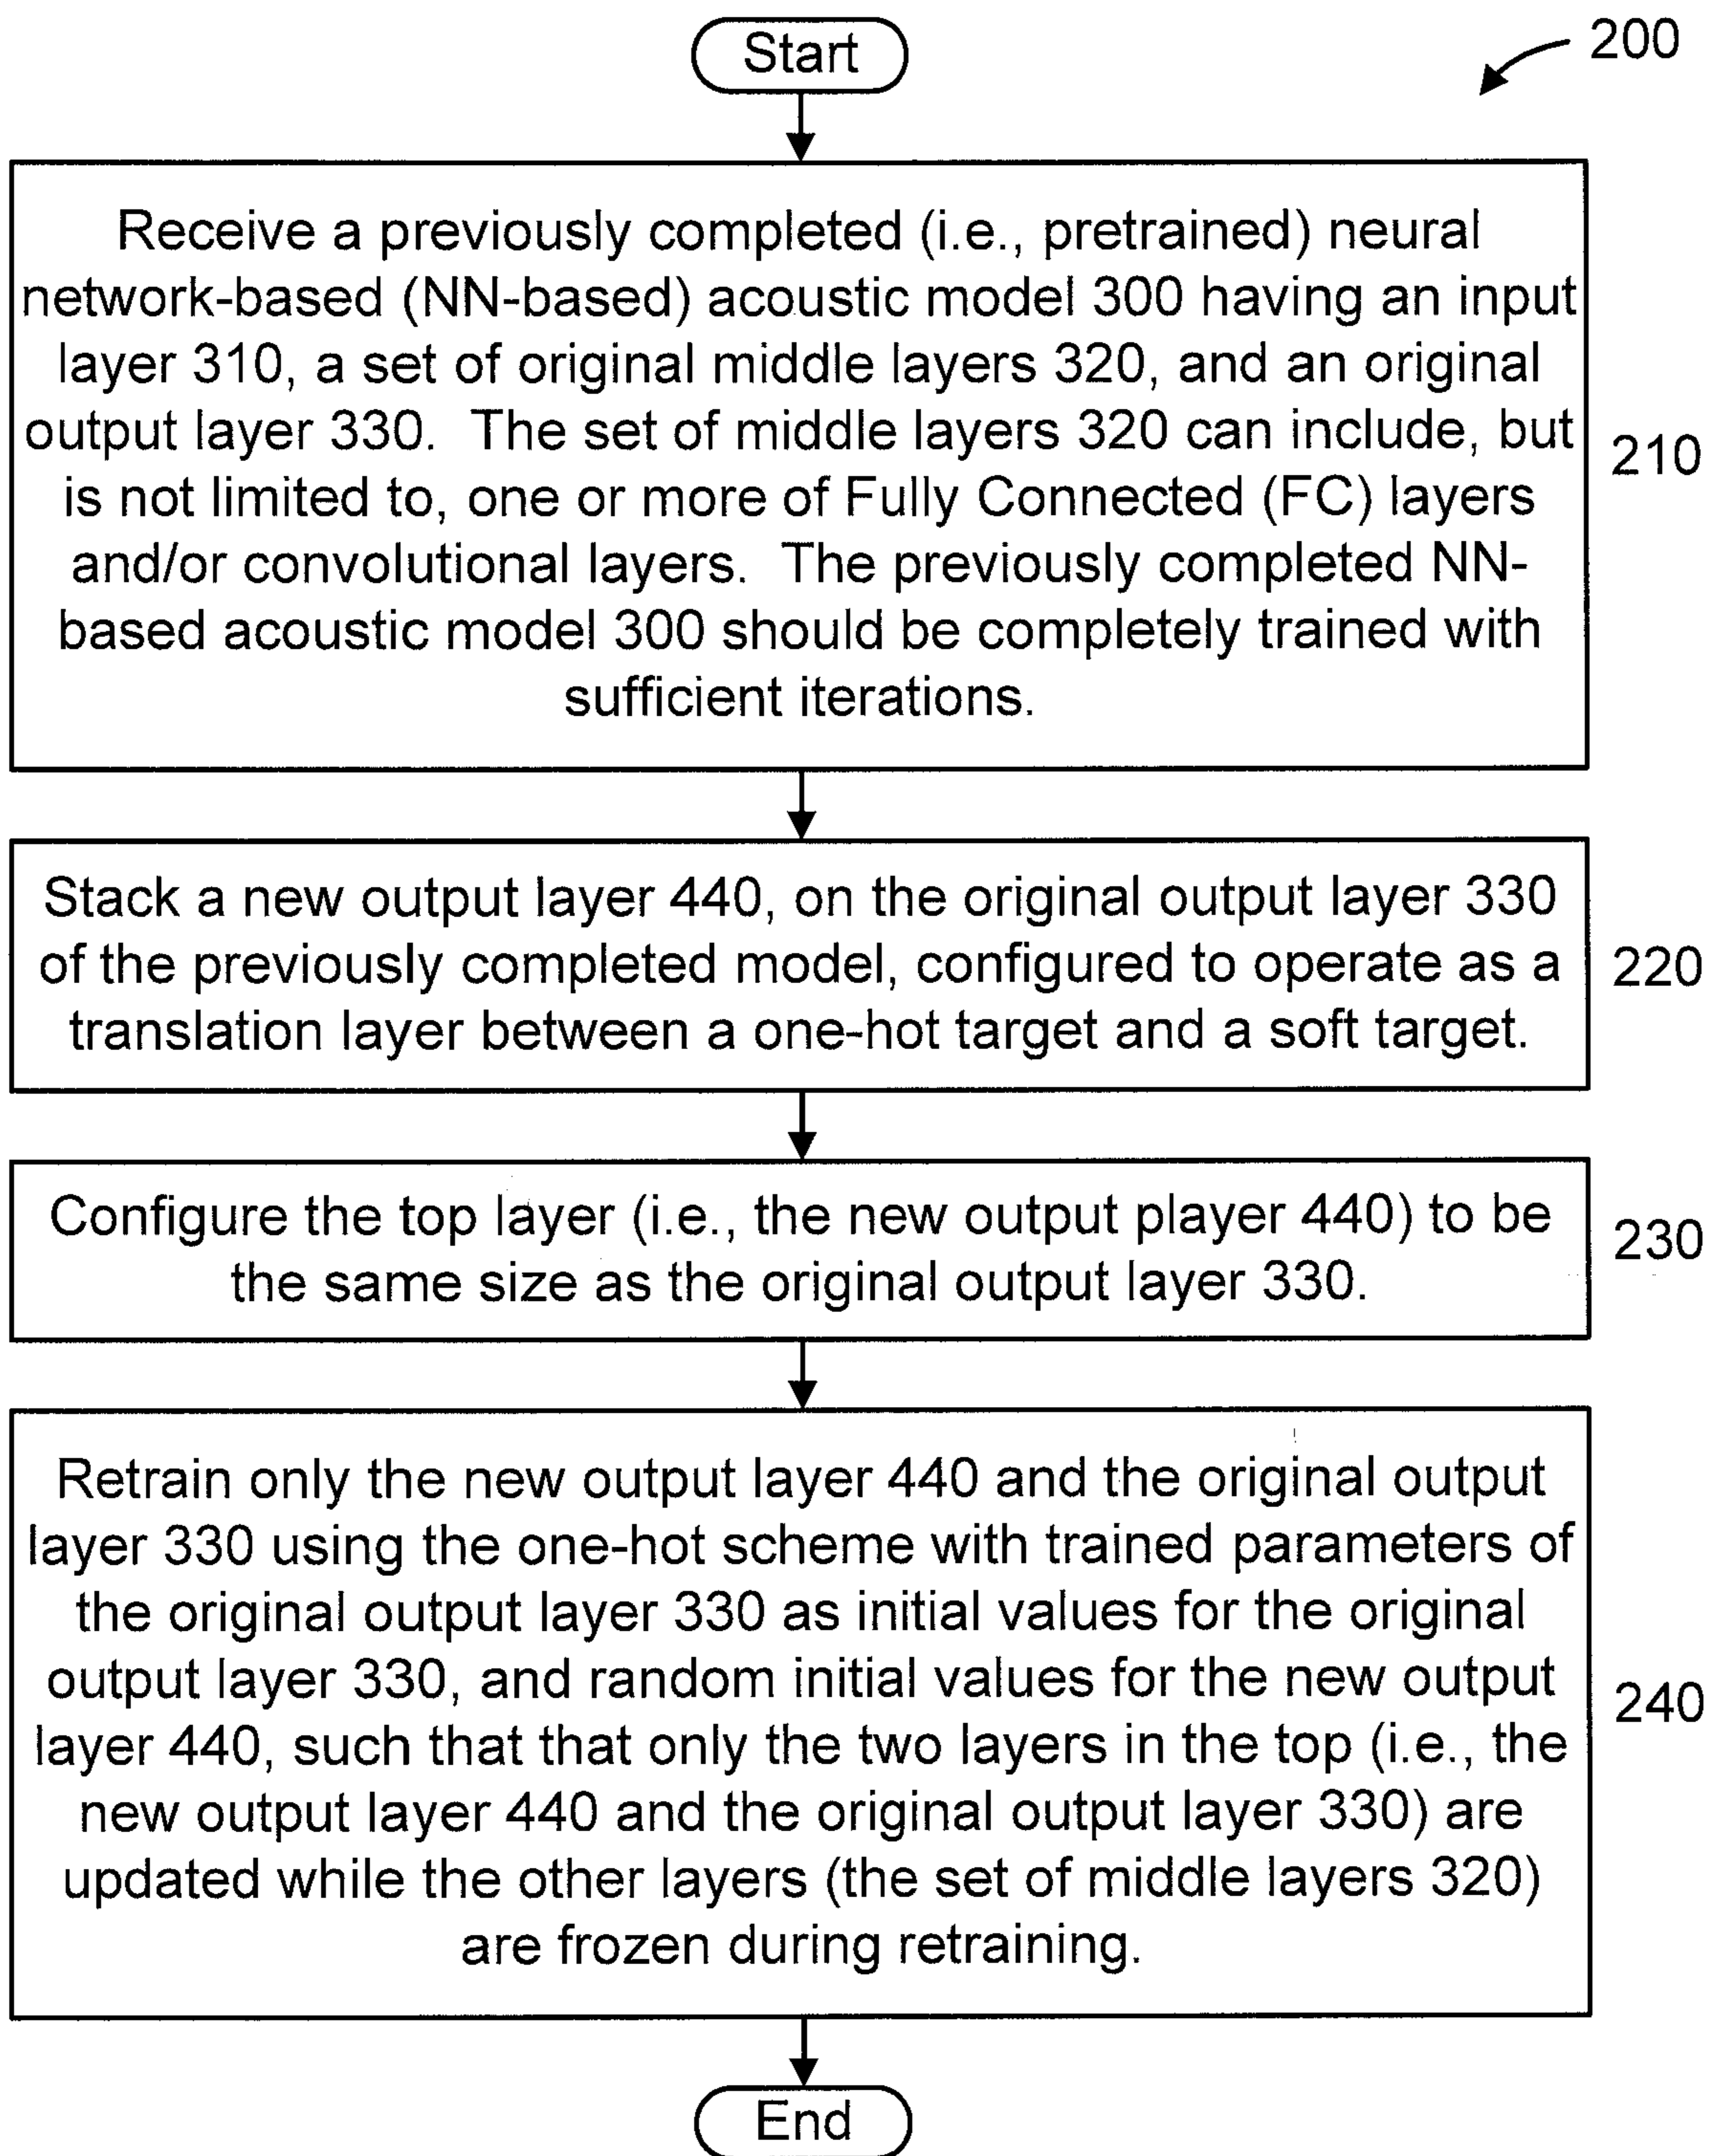 Start
200
Receive a previously completed (i.e., pretrained) neural
network-based (NN-based) acoustic model 300 having an input
layer 310, a set of original middle layers 320, and an original
output layer 330. The set of middle layers 320 can include, but
is not limited to, one or more of Fully Connected (FC) layers
and/or convolutional layers. The previously completed NN-
based acoustic model 300 should be completely trained with
sufficient iterations.
210
Stack a new output layer 440, on the original output layer 330
of the previously completed model, configured to operate as a
translation layer between a one-hot target and a soft target.
220
Configure the top layer (i.e., the new output player 440) to be
the same size as the original output layer 330.
230
Retrain only the new output layer 440 and the original output
layer 330 using the one-hot scheme with trained parameters of
the original output layer 330 as initial values for the original
output layer 330, and random initial values for the new output
layer 440, such that that only the two layers in the top (i.e., the
new output layer 440 and the original output layer 330) are
updated while the other layers (the set of middle layers 320)
are frozen during retraining.
240
End